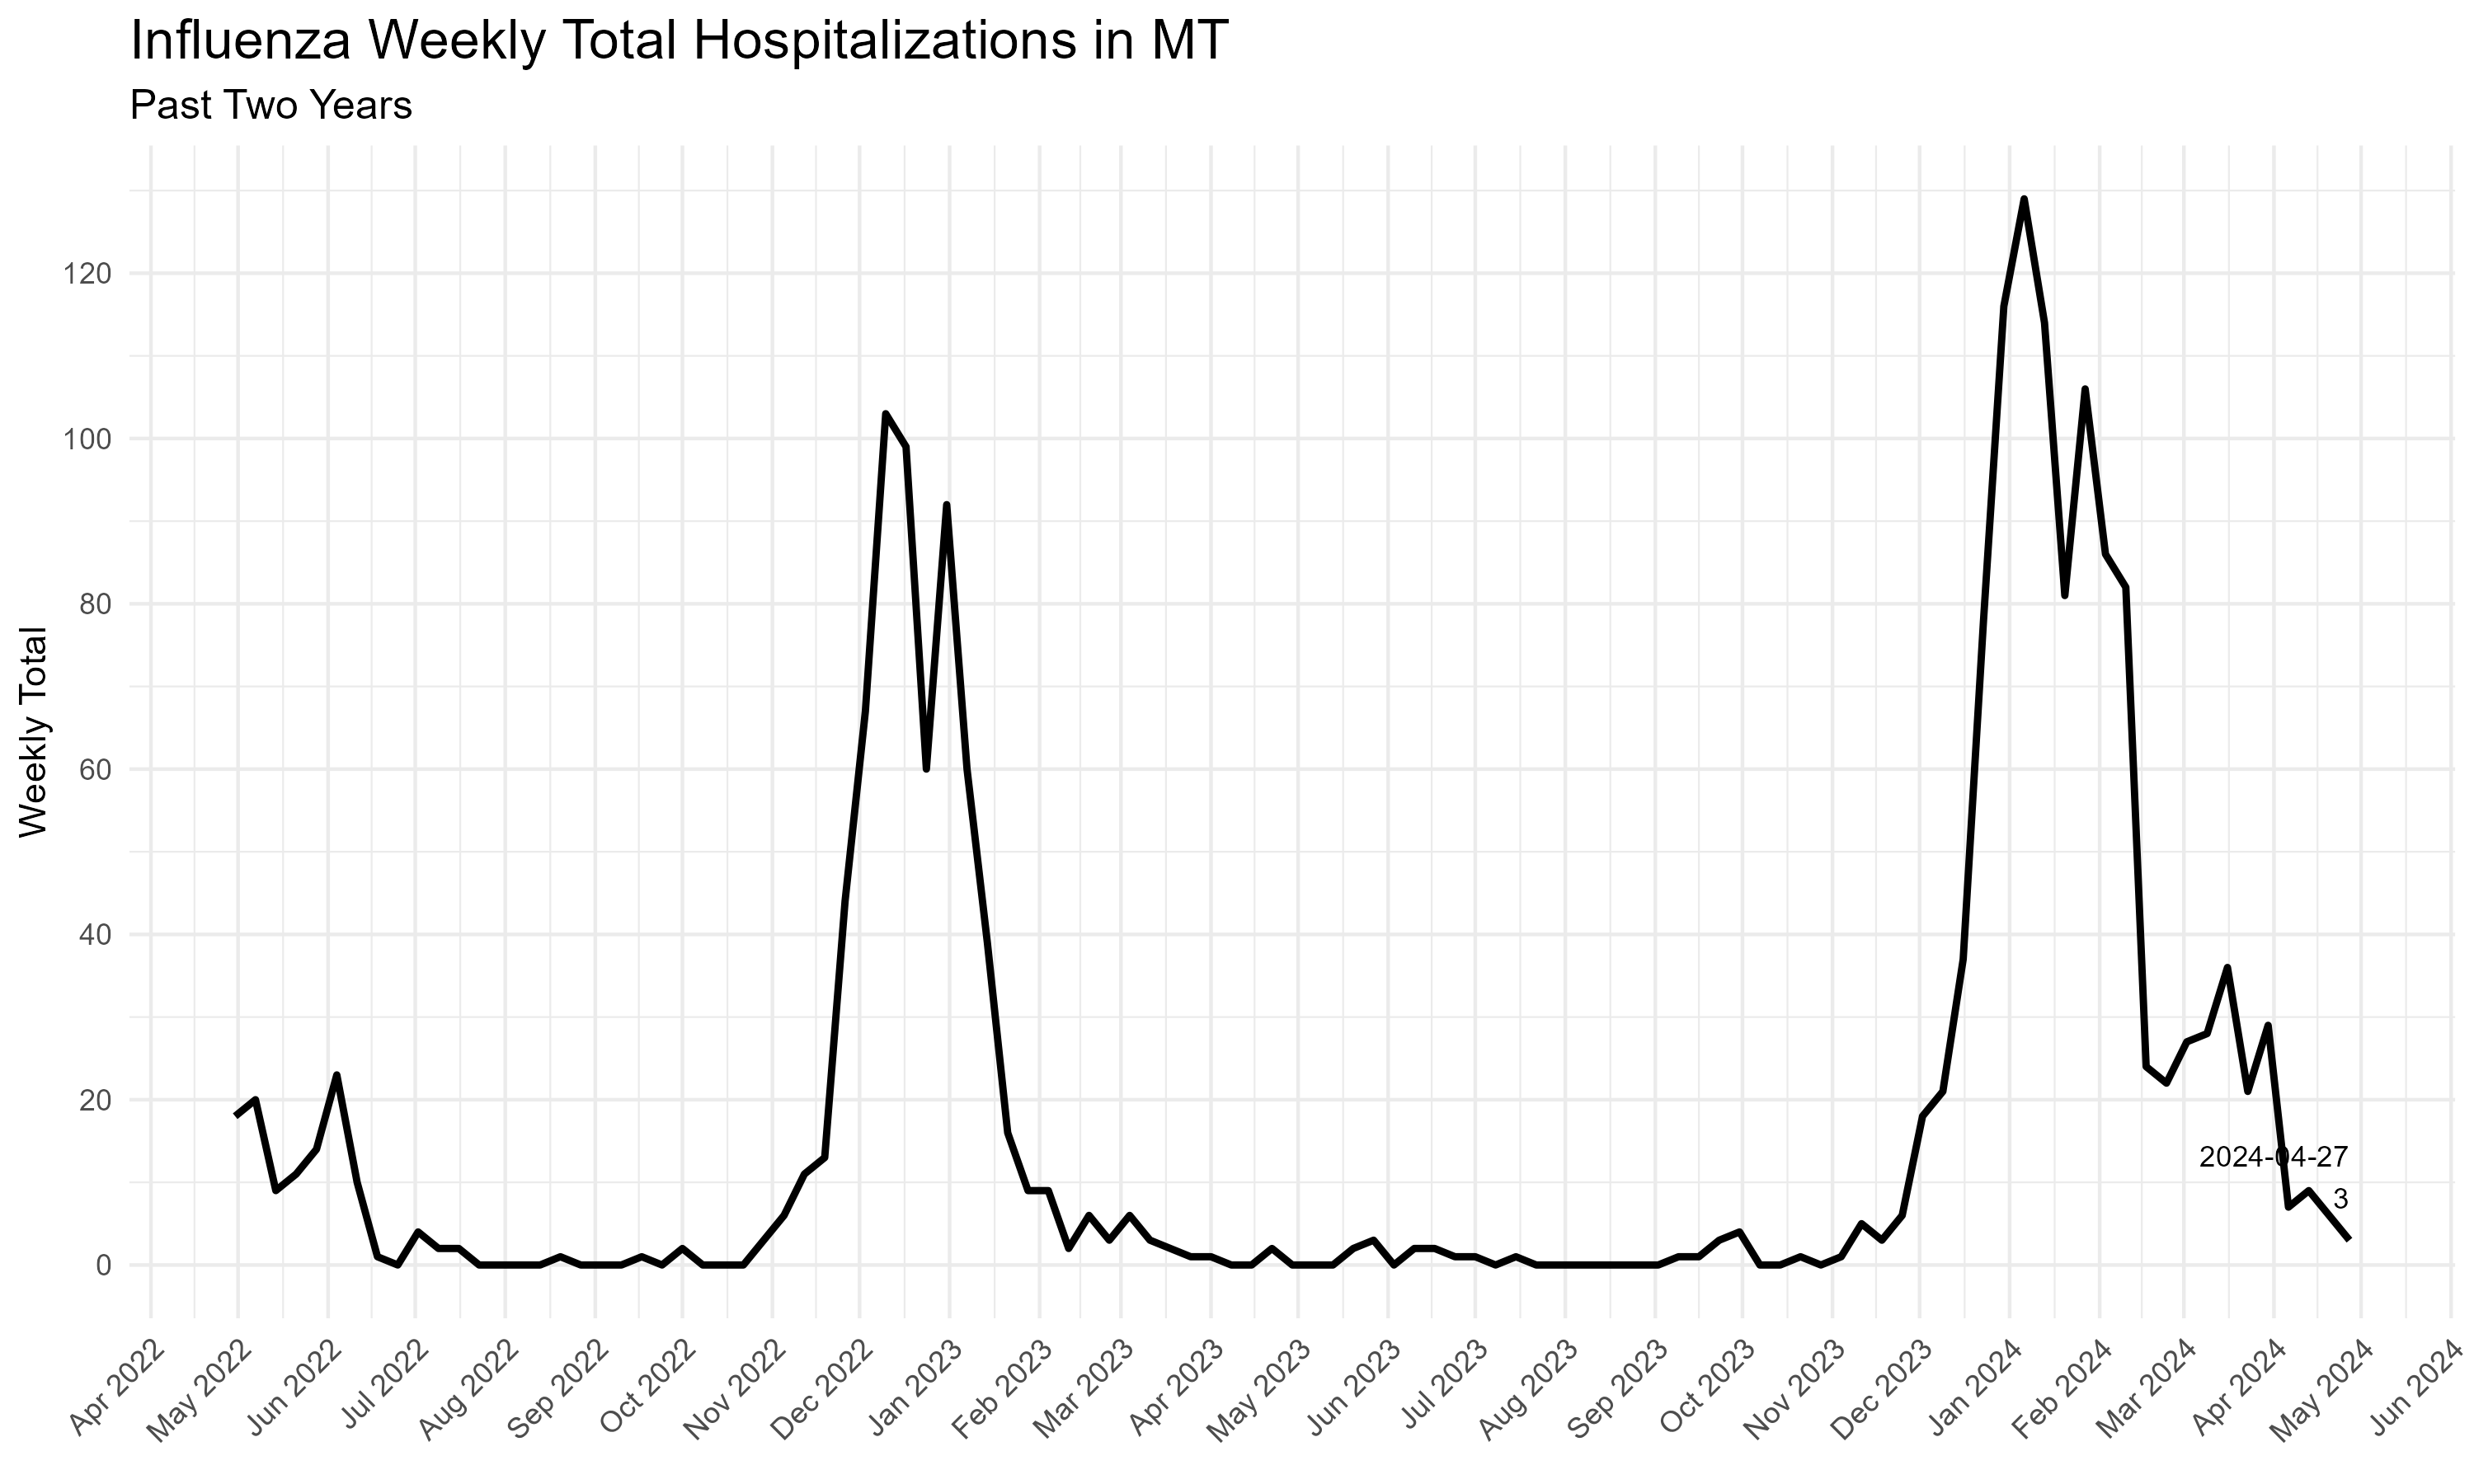 Influenza Weekly Total Hospitalizations in MT
Past Two Years
Weekly Total
120
100
80
60
40
20
0
2024-04-27
3
Apr 2022
May 2022
Jun 2022
Jul 2022
Aug 2022
Sep 2022
Oct 2022
Nov 2022
Dec 2022
Jan 2023
Feb 2023
Mar 2023
Apr 2023
May 2023
Jun 2023
Jul 2023
Aug 2023
Sep 2023
Oct 2023
Nov 2023
Dec 2023
Jan 2024
Feb 2024
Mar 2024
Apr 2024
May 2024
Jun 2024